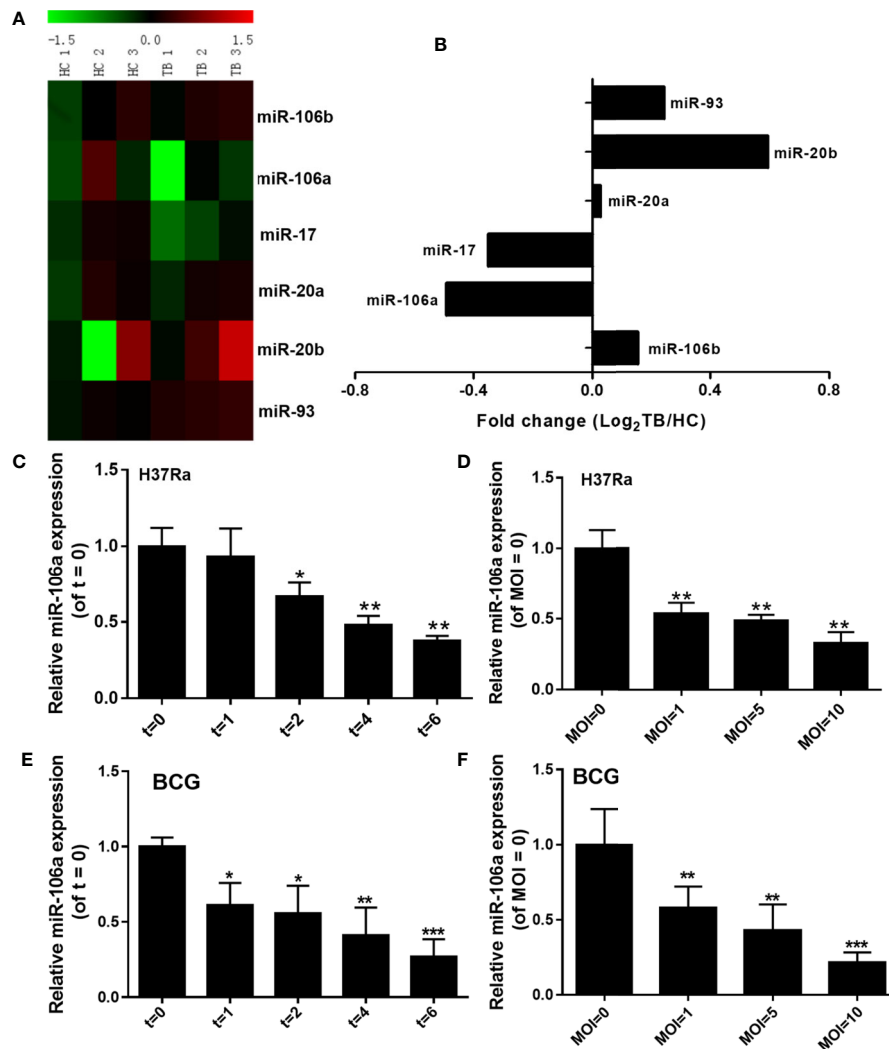 A
-1.5 0.0 1.5
HC 1 HC 2 HC 3 TB 1 TB 2 TB 3
miR-106b
miR-106a
miR-17
miR-20a
miR-20b
miR-93
B
miR-93
miR-20b
miR-20a
miR-17
miR-106a
miR-106b
-0.8 -0.4 0.0 0.4 0.8
Fold change (Log₂TB/HC)
C
H37Ra
Relative miR-106a expression
(of t = 0)
1.5
1.0
0.5
0.0
*
**
**
t=0 t=1 t=2 t=4 t=6
D
H37Ra
Relative miR-106a expression
(of MOI = 0)
1.5
1.0
0.5
0.0
**
**
**
MOI=0 MOI=1 MOI=5 MOI=10
E
BCG
Relative miR-106a expression
(of t = 0)
1.5
1.0
0.5
0.0
*
*
**
***
t=0 t=1 t=2 t=4 t=6
F
BCG
Relative miR-106a expression
(of MOI = 0)
1.5
1.0
0.5
0.0
**
**
***
MOI=0 MOI=1 MOI=5 MOI=10